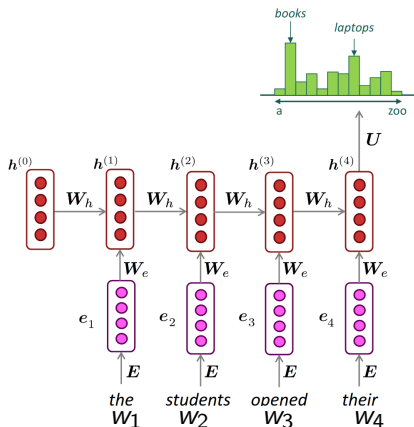 books
laptops
a zoo
U
h(0) h(1) h(2) h(3) h(4)
Wh Wh Wh Wh
We We We We
e1 e2 e3 e4
E E E E
the students opened their
W1 W2 W3 W4